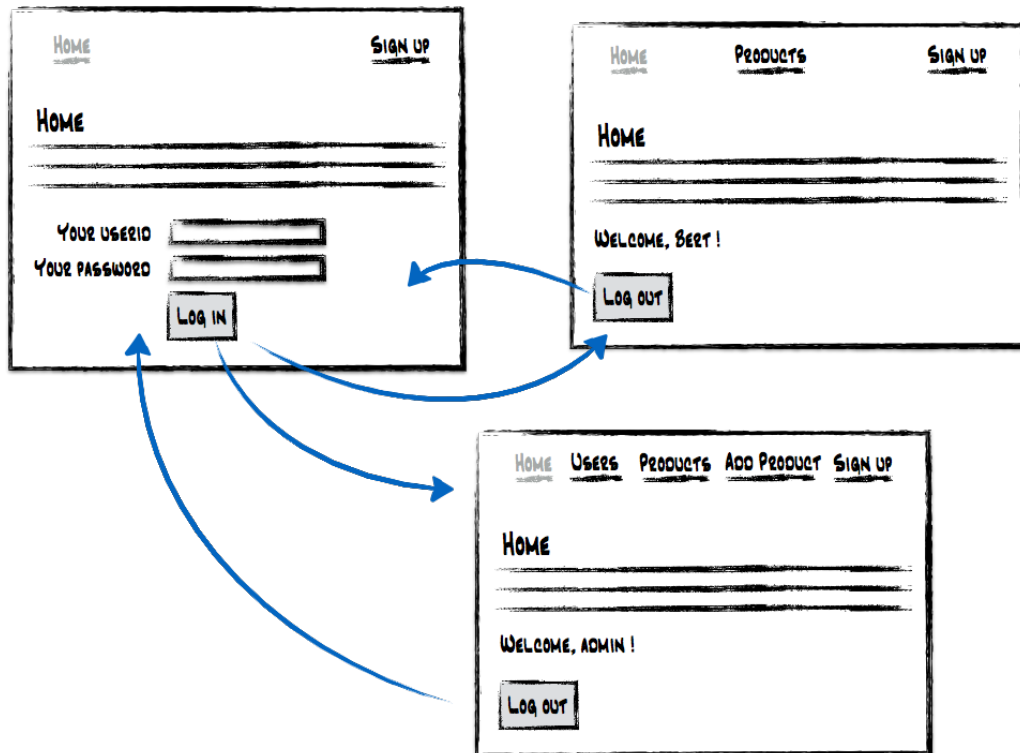 Home Sign up
Home
Your userid
Your password
Log in
Home Products Sign up
Home
Welcome, Bert !
Log out
Home Users Products Add Product Sign up
Home
Welcome, admin !
Log out